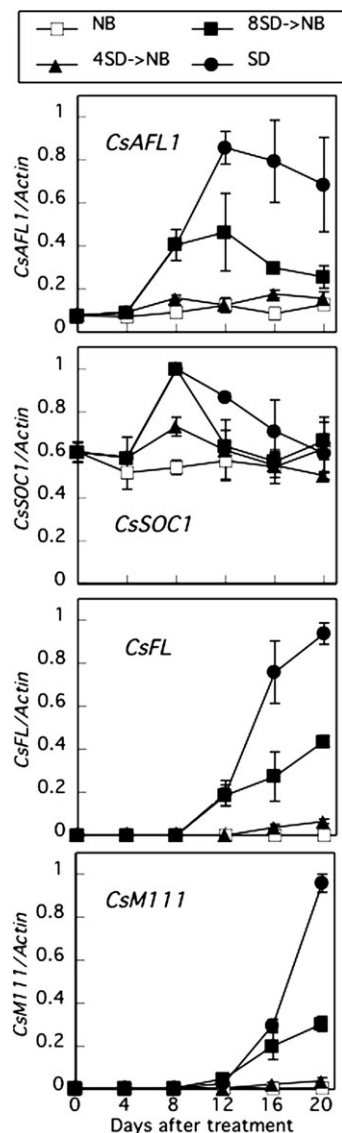 NB 8SD->NB
4SD->NB SD
CsAFL1/Actin
CsAFL1
1
0.8
0.6
0.4
0.2
0
CsSOC1/Actin
CsSOC1
1
0.8
0.6
0.4
0.2
0
CsFL/Actin
CsFL
1
0.8
0.6
0.4
0.2
0
CsM111/Actin
CsM111
1
0.8
0.6
0.4
0.2
0
0 4 8 12 16 20
Days after treatment